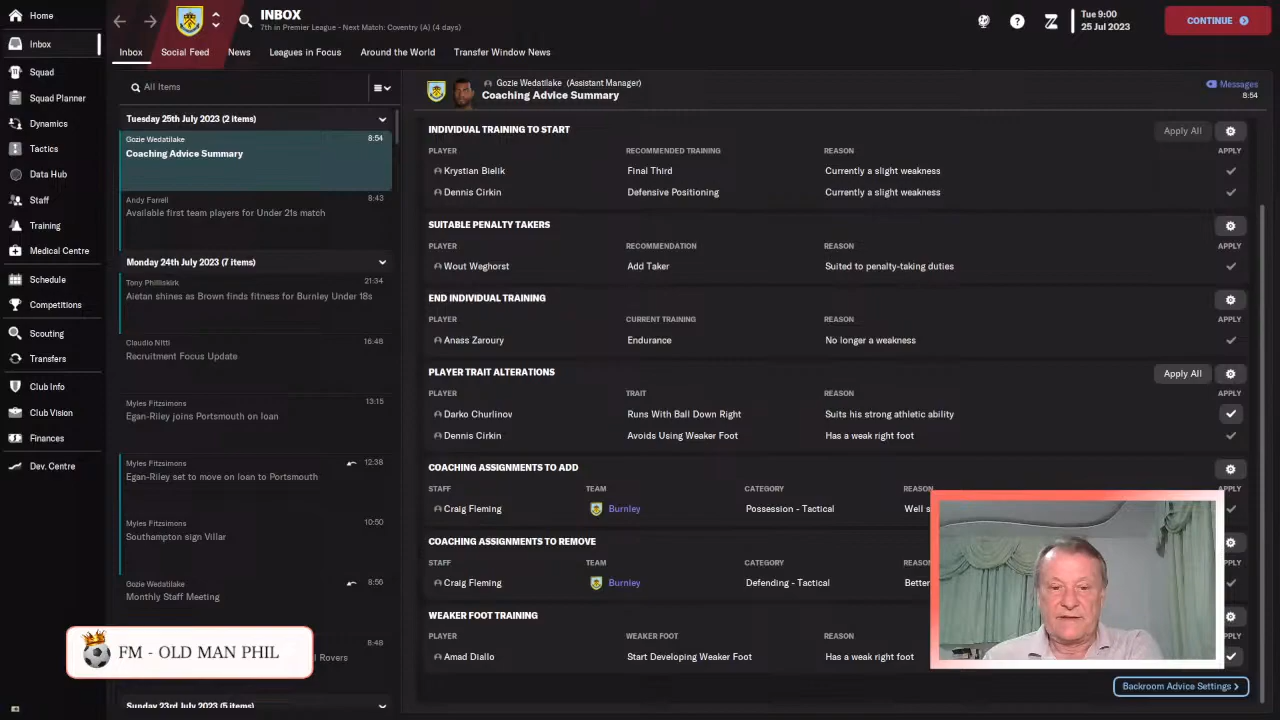 Home
Inbox
Squad
Squad Planner
Dynamics
Tactics
Data Hub
Staff
Training
Medical Centre
Schedule
Competitions
Scouting
Transfers
Club Info
Club Vision
Finances
Dev. Centre
INBOX
7th in Premier League - Next Match: Coventry (A) (4 days)
Tue 9:00
25 Jul 2023
CONTINUE
Inbox Social Feed News Leagues in Focus Around the World Transfer Window News
All Items
Tuesday 25th July 2023 (2 items)
Gozie Wedatilake 8:54
Coaching Advice Summary
Andy Farrell 8:43
Available first team players for Under 21s match
Monday 24th July 2023 (7 items)
Tony Philliskirk 21:34
Aietan shines as Brown finds fitness for Burnley Under 18s
Claudio Nitti 16:48
Recruitment Focus Update
Myles Fitzsimons 13:15
Egan-Riley joins Portsmouth on loan
Myles Fitzsimons 12:38
Egan-Riley set to move on loan to Portsmouth
Myles Fitzsimons 10:50
Southampton sign Villar
Gozie Wedatilake 8:56
Monthly Staff Meeting
8:48
l Rovers
Sunday 23rd July 2023 (5 items)
FM - OLD MAN PHIL
Gozie Wedatilake (Assistant Manager)
Coaching Advice Summary
Messages
8:54
INDIVIDUAL TRAINING TO START Apply All
PLAYER RECOMMENDED TRAINING REASON APPLY
Krystian Bielik Final Third Currently a slight weakness
Dennis Cirkin Defensive Positioning Currently a slight weakness
SUITABLE PENALTY TAKERS
PLAYER RECOMMENDATION REASON APPLY
Wout Weghorst Add Taker Suited to penalty-taking duties
END INDIVIDUAL TRAINING
PLAYER CURRENT TRAINING REASON APPLY
Anass Zaroury Endurance No longer a weakness
PLAYER TRAIT ALTERATIONS Apply All
PLAYER TRAIT REASON APPLY
Darko Churlinov Runs With Ball Down Right Suits his strong athletic ability
Dennis Cirkin Avoids Using Weaker Foot Has a weak right foot
COACHING ASSIGNMENTS TO ADD
STAFF TEAM CATEGORY REASON APPLY
Craig Fleming Burnley Possession - Tactical Well s
COACHING ASSIGNMENTS TO REMOVE
STAFF TEAM CATEGORY REASON
Craig Fleming Burnley Defending - Tactical Better
WEAKER FOOT TRAINING
PLAYER WEAKER FOOT REASON
Amad Diallo Start Developing Weaker Foot Has a weak right foot
Backroom Advice Settings